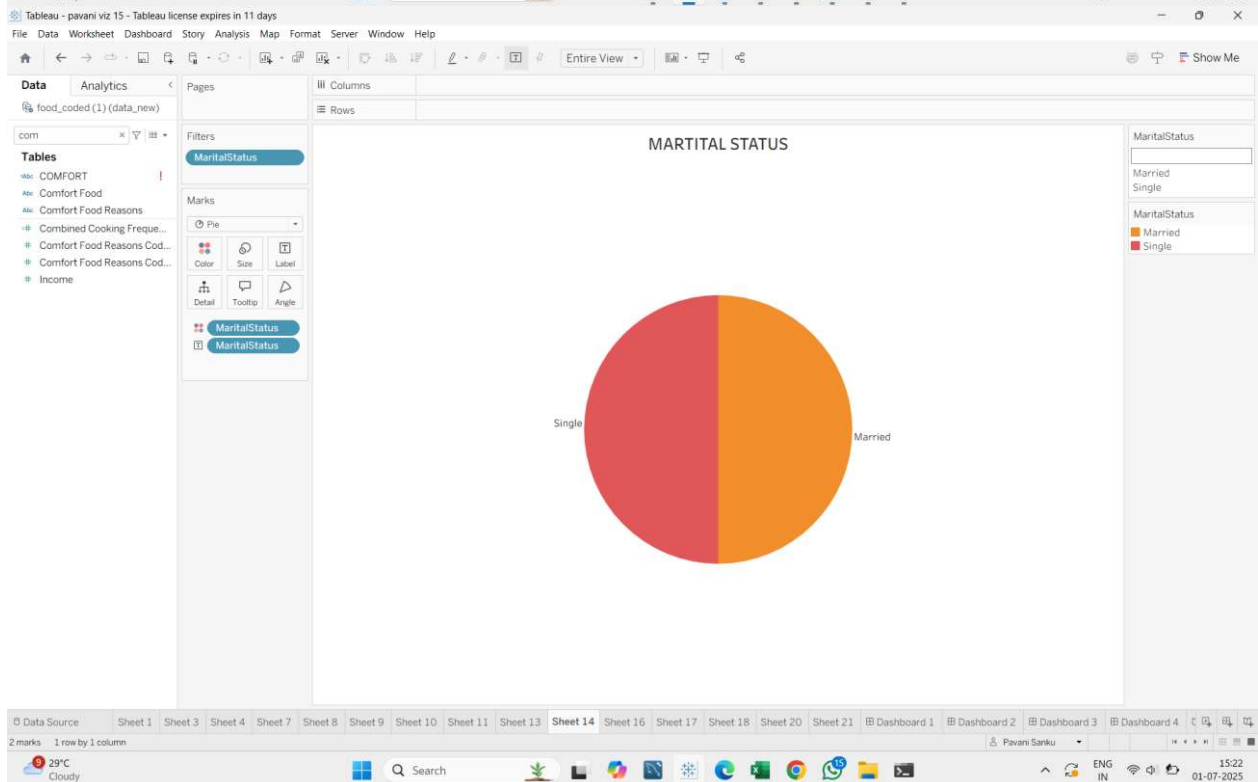 Tableau - pavani viz 15 - Tableau license expires in 11 days
File Data Worksheet Dashboard Story Analysis Map Format Server Window Help
Entire View
Show Me
Data Analytics
food_coded (1) (data_new)
com
Tables
Abc COMFORT !
Abc Comfort Food
Abc Comfort Food Reasons
# Combined Cooking Freque...
# Comfort Food Reasons Cod...
# Comfort Food Reasons Cod...
# Income
Pages
Filters
MaritalStatus
Marks
Pie
Color Size Label
Detail Tooltip Angle
MaritalStatus
MaritalStatus
Columns
Rows
MARTITAL STATUS
Single
Married
MaritalStatus
Married
Single
MaritalStatus
Married
Single
Data Source Sheet 1 Sheet 3 Sheet 4 Sheet 7 Sheet 8 Sheet 9 Sheet 10 Sheet 11 Sheet 13 Sheet 14 Sheet 16 Sheet 17 Sheet 18 Sheet 20 Sheet 21 Dashboard 1 Dashboard 2 Dashboard 3 Dashboard 4
2 marks 1 row by 1 column
Pavani Sanku
9
29°C
Cloudy
Search
15
ENG
IN
15:22